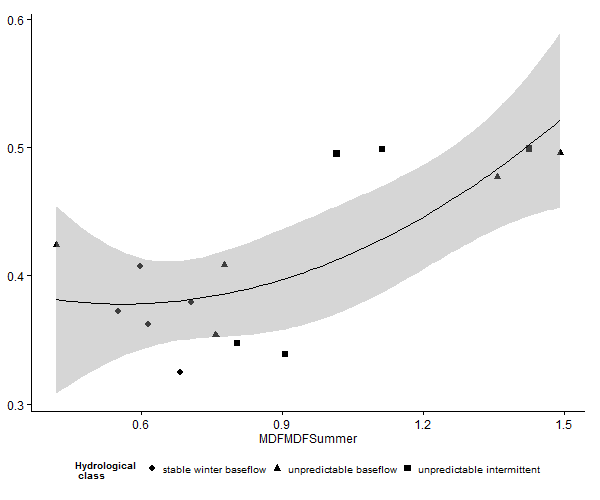 0.6
0.5
0.4
0.3
0.6 0.9 1.2 1.5
MDFMDFSummer
Hydrological
class
stable winter baseflow unpredictable baseflow unpredictable intermittent